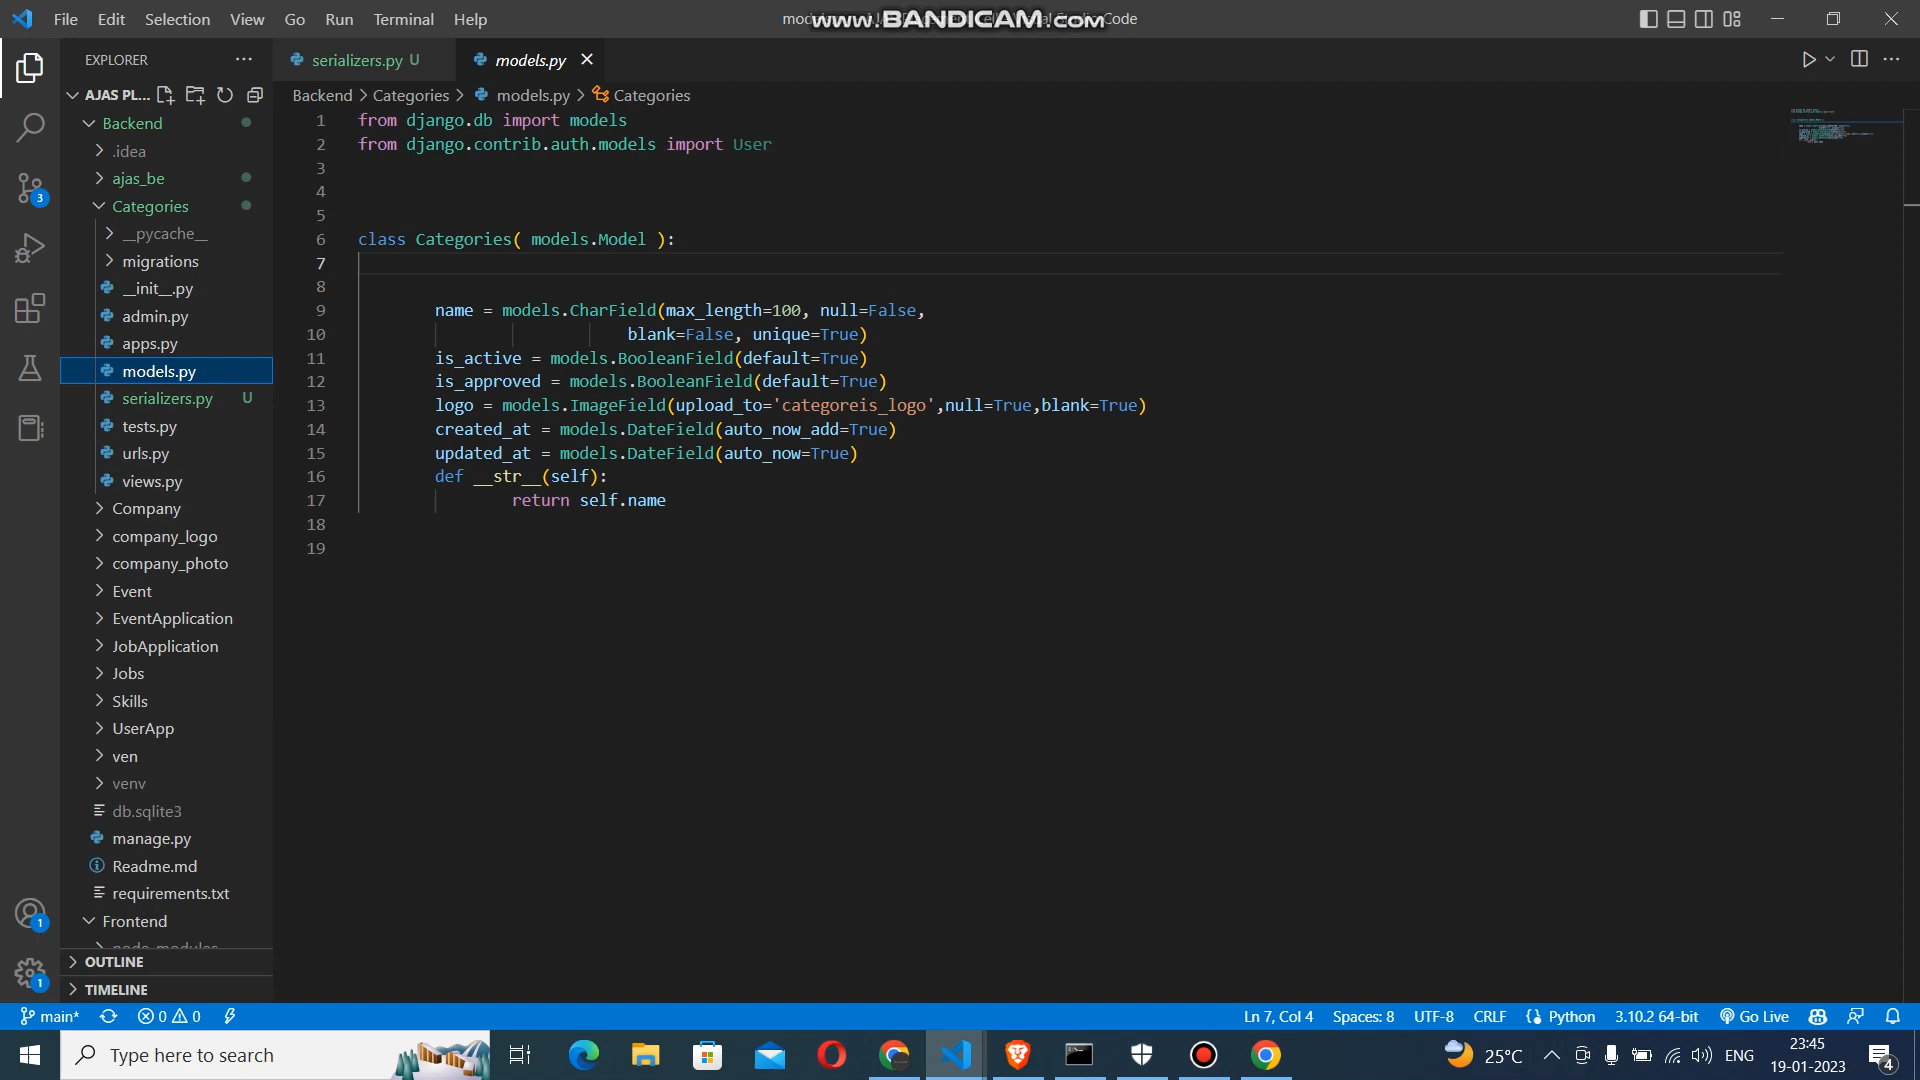 File Edit Selection View Go Run Terminal Help
www.BANDICAM.com
Code
EXPLORER
serializers.py U
models.py
AJAS PL...
Backend > Categories > models.py > Categories
Backend
.idea
ajas_be
Categories
__pycache__
migrations
__init__.py
admin.py
apps.py
models.py
serializers.py U
tests.py
urls.py
views.py
Company
company_logo
company_photo
Event
EventApplication
JobApplication
Jobs
Skills
UserApp
ven
venv
db.sqlite3
manage.py
Readme.md
requirements.txt
Frontend
node_modules
OUTLINE
TIMELINE
1 from django.db import models
2 from django.contrib.auth.models import User
3
4
5
6 class Categories( models.Model ):
7
8
9 name = models.CharField(max_length=100, null=False,
10 blank=False, unique=True)
11 is_active = models.BooleanField(default=True)
12 is_approved = models.BooleanField(default=True)
13 logo = models.ImageField(upload_to='categoreis_logo',null=True,blank=True)
14 created_at = models.DateField(auto_now_add=True)
15 updated_at = models.DateField(auto_now=True)
16 def __str__(self):
17 return self.name
18
19
3
1
1
main* 0 0
Ln 7, Col 4 Spaces: 8 UTF-8 CRLF Python 3.10.2 64-bit Go Live
Type here to search
25°C ENG
23:45
19-01-2023
4